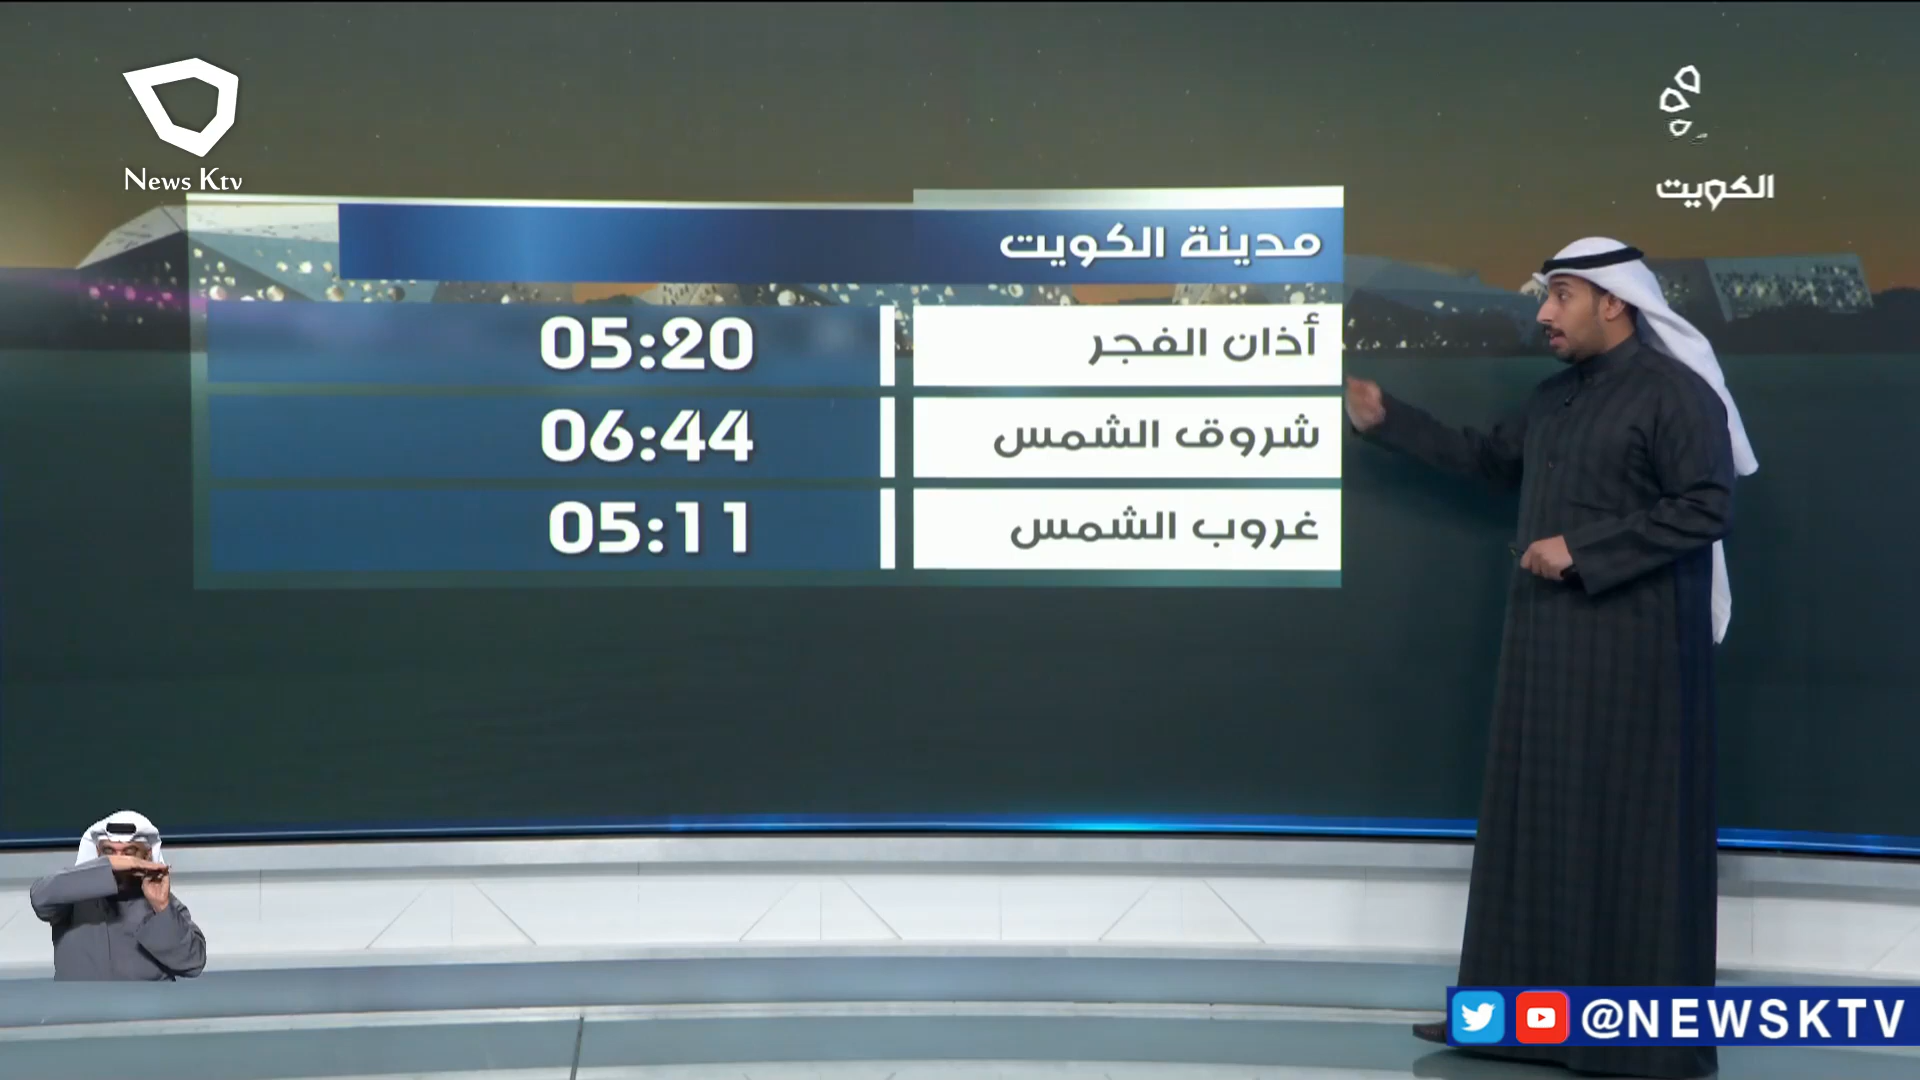 News Ktv
الكويت
مدينة الكويت
أذان الفجر 05:20
شروق الشمس 06:44
غروب الشمس 05:11
@NEWSKTV